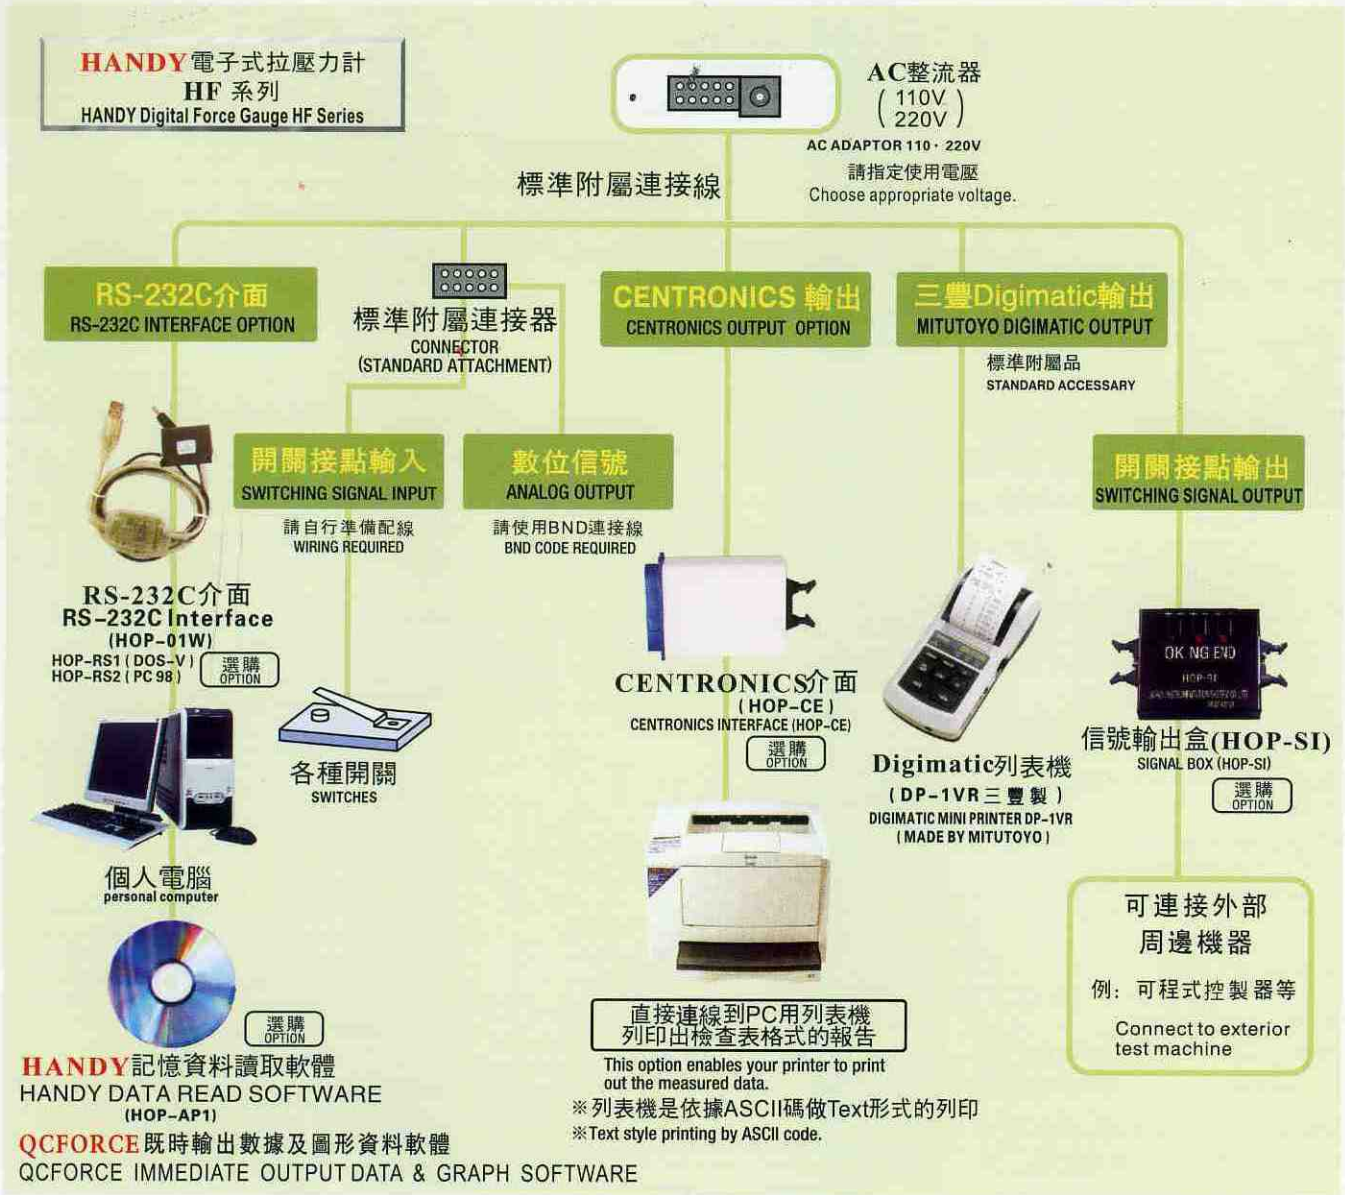 HANDY電子式拉壓力計
HF 系列
HANDY Digital Force Gauge HF Series
AC整流器
(110V
220V)
AC ADAPTOR 110‧220V
請指定使用電壓
Choose appropriate voltage.
標準附屬連接線
RS-232C介面
RS-232C INTERFACE OPTION
標準附屬連接器
CONNECTOR
(STANDARD ATTACHMENT)
CENTRONICS 輸出
CENTRONICS OUTPUT OPTION
三豐Digimatic輸出
MITUTOYO DIGIMATIC OUTPUT
標準附屬品
STANDARD ACCESSARY
開關接點輸入
SWITCHING SIGNAL INPUT
請自行準備配線
WIRING REQUIRED
數位信號
ANALOG OUTPUT
請使用BND連接線
BND CODE REQUIRED
開關接點輸出
SWITCHING SIGNAL OUTPUT
RS-232C介面
RS-232C Interface
(HOP-01W)
HOP-RS1 ( DOS-V )
HOP-RS2 ( PC 98 )
選購
OPTION
各種開關
SWITCHES
CENTRONICS介面
( HOP-CE )
CENTRONICS INTERFACE (HOP-CE)
選購
OPTION
Digimatic列表機
( DP-1VR 三豐製 )
DIGIMATIC MINI PRINTER DP-1VR
( MADE BY MITUTOYO )
OK NG END
HOP-SI
信號輸出盒(HOP-SI)
SIGNAL BOX (HOP-SI)
選購
OPTION
個人電腦
personal computer
選購
OPTION
HANDY記憶資料讀取軟體
HANDY DATA READ SOFTWARE
(HOP-AP1)
QCFORCE既時輸出數據及圖形資料軟體
QCFORCE IMMEDIATE OUTPUT DATA & GRAPH SOFTWARE
直接連線到PC用列表機
列印出檢查表格式的報告
This option enables your printer to print
out the measured data.
※列表機是依據ASCII碼做Text形式的列印
※Text style printing by ASCII code.
可連接外部
周邊機器
例: 可程式控製器等
Connect to exterior
test machine